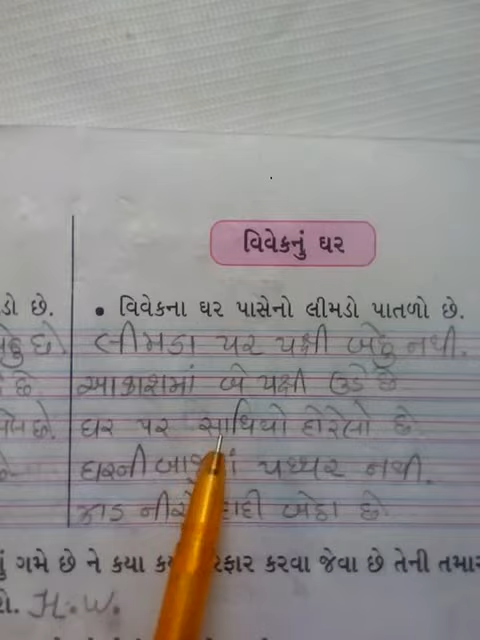 વિવેકનું ઘર
ડો છે. • વિવેકના ઘર પાસેનો લીમડો પાતળો છે.
લીમડા પર પક્ષી બેઠુ નથી.
છે આકાશમાં બે પક્ષી ઉડે છે
છે. ઘર પર સાથિયો દોરેલો છે
ઘરની પથ્થર નથી.
ઝાડ દાદી બેઠા છે
ગમે છે ને કયા કરવા જેવા છે તેની તમાર
H.W.